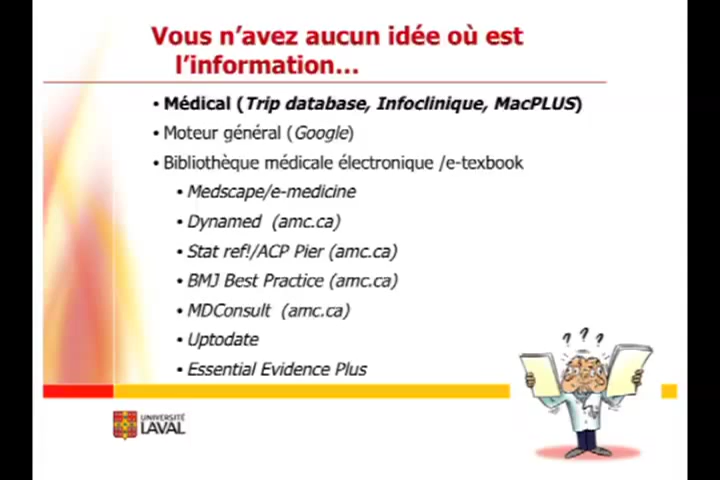 Vous n’avez aucun idée où est
l’information…
• Médical (Trip database, Infoclinique, MacPLUS)
• Moteur général (Google)
• Bibliothèque médicale électronique /e-texbook
• Medscape/e-medicine
• Dynamed (amc.ca)
• Stat ref!/ACP Pier (amc.ca)
• BMJ Best Practice (amc.ca)
• MDConsult (amc.ca)
• Uptodate
• Essential Evidence Plus
? ? ?
UNIVERSITÉ
LAVAL